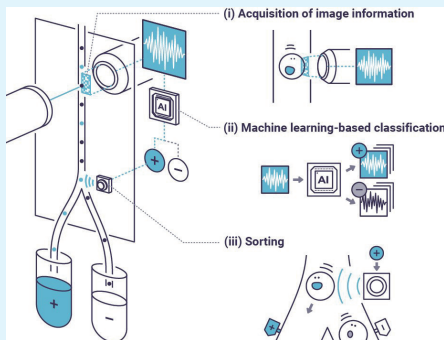 (i) Acquisition of image information
AI
+ −
(ii) Machine learning-based classification
+
AI
−
(iii) Sorting
+
+ −
+ −